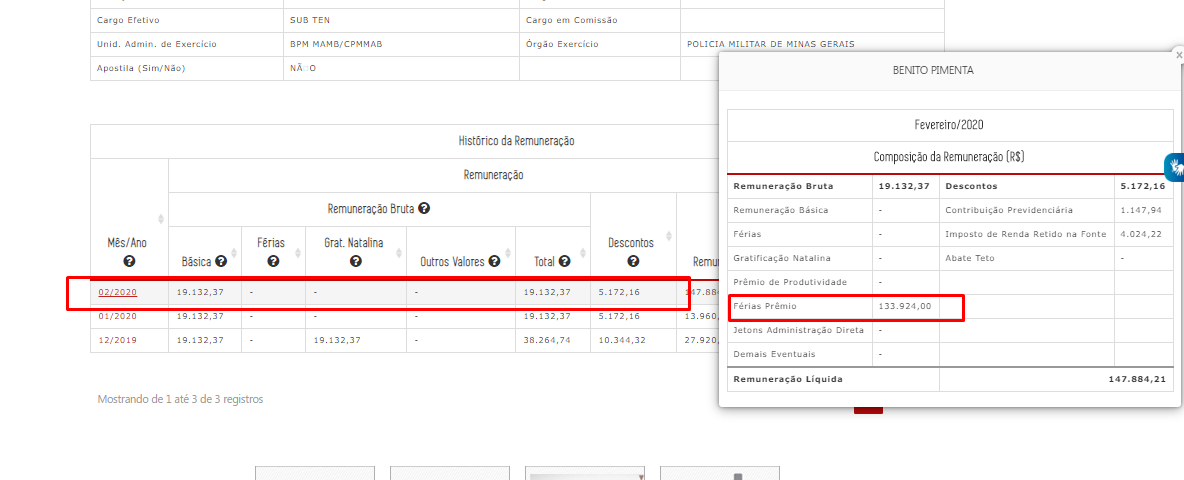 Cargo Efetivo SUB TEN Cargo em Comissão
Unid. Admin. de Exercício BPM MAMB/CPMMAB Órgão Exercício POLICIA MILITAR DE MINAS GERAIS
Apostila (Sim/Não) NÃ□O
Histórico da Remuneração
Remuneração
Remuneração Bruta
Mês/Ano
Básica
Férias
Grat. Natalina
Outros Valores
Total
Descontos
02/2020 19.132,37 - - - 19.132,37 5.172,16
01/2020 19.132,37 - - - 19.132,37 5.172,16 13.960,
12/2019 19.132,37 - 19.132,37 - 38.264,74 10.344,32 27.920,
Mostrando de 1 até 3 de 3 registros
×
BENITO PIMENTA
Fevereiro/2020
Composição da Remuneração (R$)
Remuneração Bruta 19.132,37 Descontos 5.172,16
Remuneração Básica - Contribuição Previdenciária 1.147,94
Férias - Imposto de Renda Retido na Fonte 4.024,22
Gratificação Natalina - Abate Teto -
Prêmio de Produtividade -
Férias Prêmio 133.924,00
Jetons Administração Direta -
Demais Eventuais -
Remuneração Líquida 147.884,21